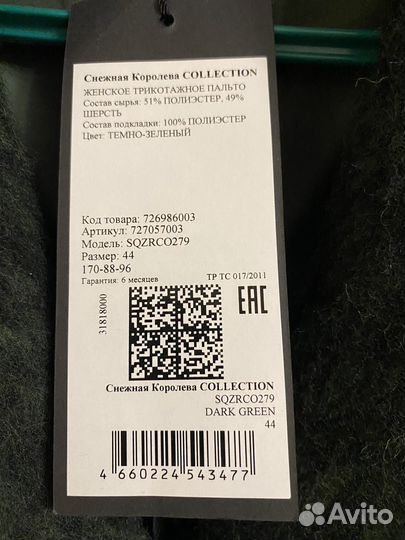 Снежная Королева COLLECTION
ЖЕНСКОЕ ТРИКОТАЖНОЕ ПАЛЬТО
Состав сырья: 51% ПОЛИЭСТЕР, 49%
ШЕРСТЬ
Состав подкладки: 100% ПОЛИЭСТЕР
Цвет: ТЕМНО-ЗЕЛЕНЫЙ
Код товара: 726986003
Артикул: 727057003
Модель: SQZRCO279
Размер: 44
170-88-96
Гарантия: 6 месяцев
ТР ТС 017/2011
31818000
EAC
Снежная Королева COLLECTION
SQZRCO279
DARK GREEN
44
4 660224 543477
Avito